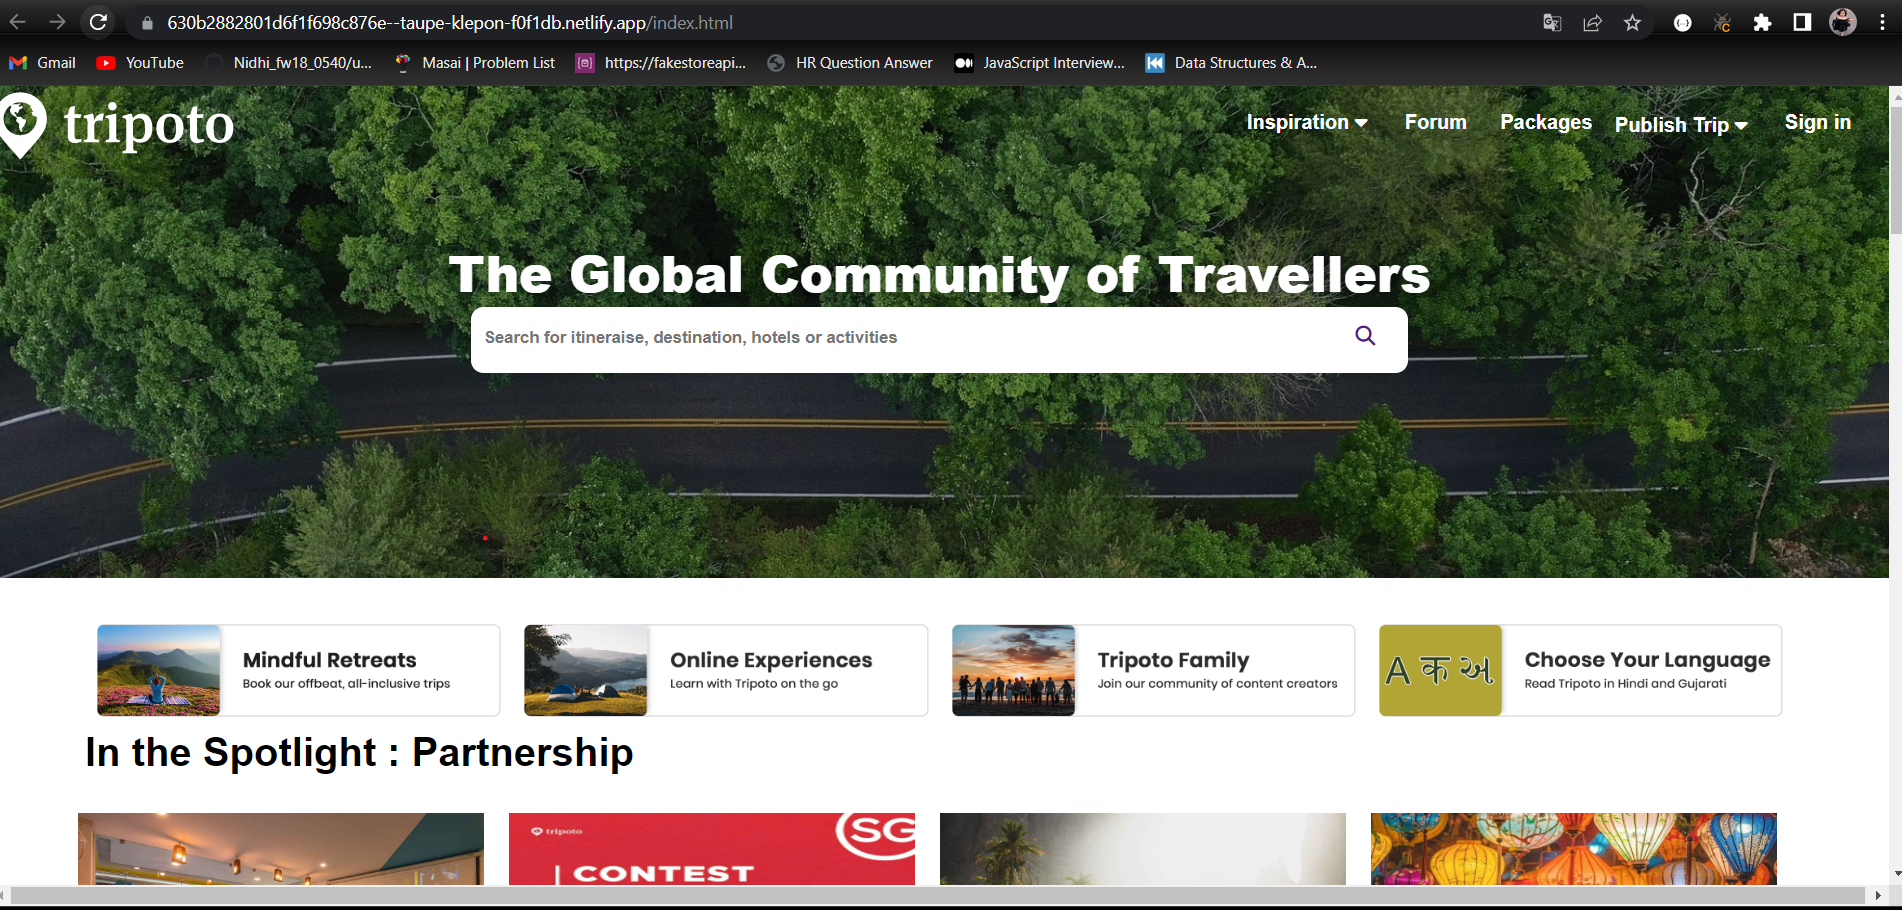 630b2882801d6f1f698c876e--taupe-klepon-f0f1db.netlify.app/index.html
Gmail YouTube Nidhi_fw18_0540/u... Masai | Problem List https://fakestoreapi... HR Question Answer JavaScript Interview... Data Structures & A...
tripoto Inspiration Forum Packages Publish Trip Sign in
The Global Community of Travellers
Search for itineraise, destination, hotels or activities
Mindful Retreats
Book our offbeat, all-inclusive trips
Online Experiences
Learn with Tripoto on the go
Tripoto Family
Join our community of content creators
A क અ
Choose Your Language
Read Tripoto in Hindi and Gujarati
In the Spotlight : Partnership
tripoto
SG
CONTEST